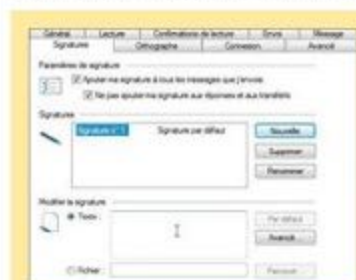 Général Lecture Confirmations de lecture Envoi Message
Signatures Orthographe Connexion Avancé
Paramètres de signature
Ajouter ma signature à tous les messages que j'envoie
Ne pas ajouter ma signature aux réponses et aux transferts
Signatures
Signature n° 1 Signature par défaut Nouvelle
Supprimer
Renommer
Modifier la signature
Texte : Par défaut
Avancé...
Fichier : Parcourir